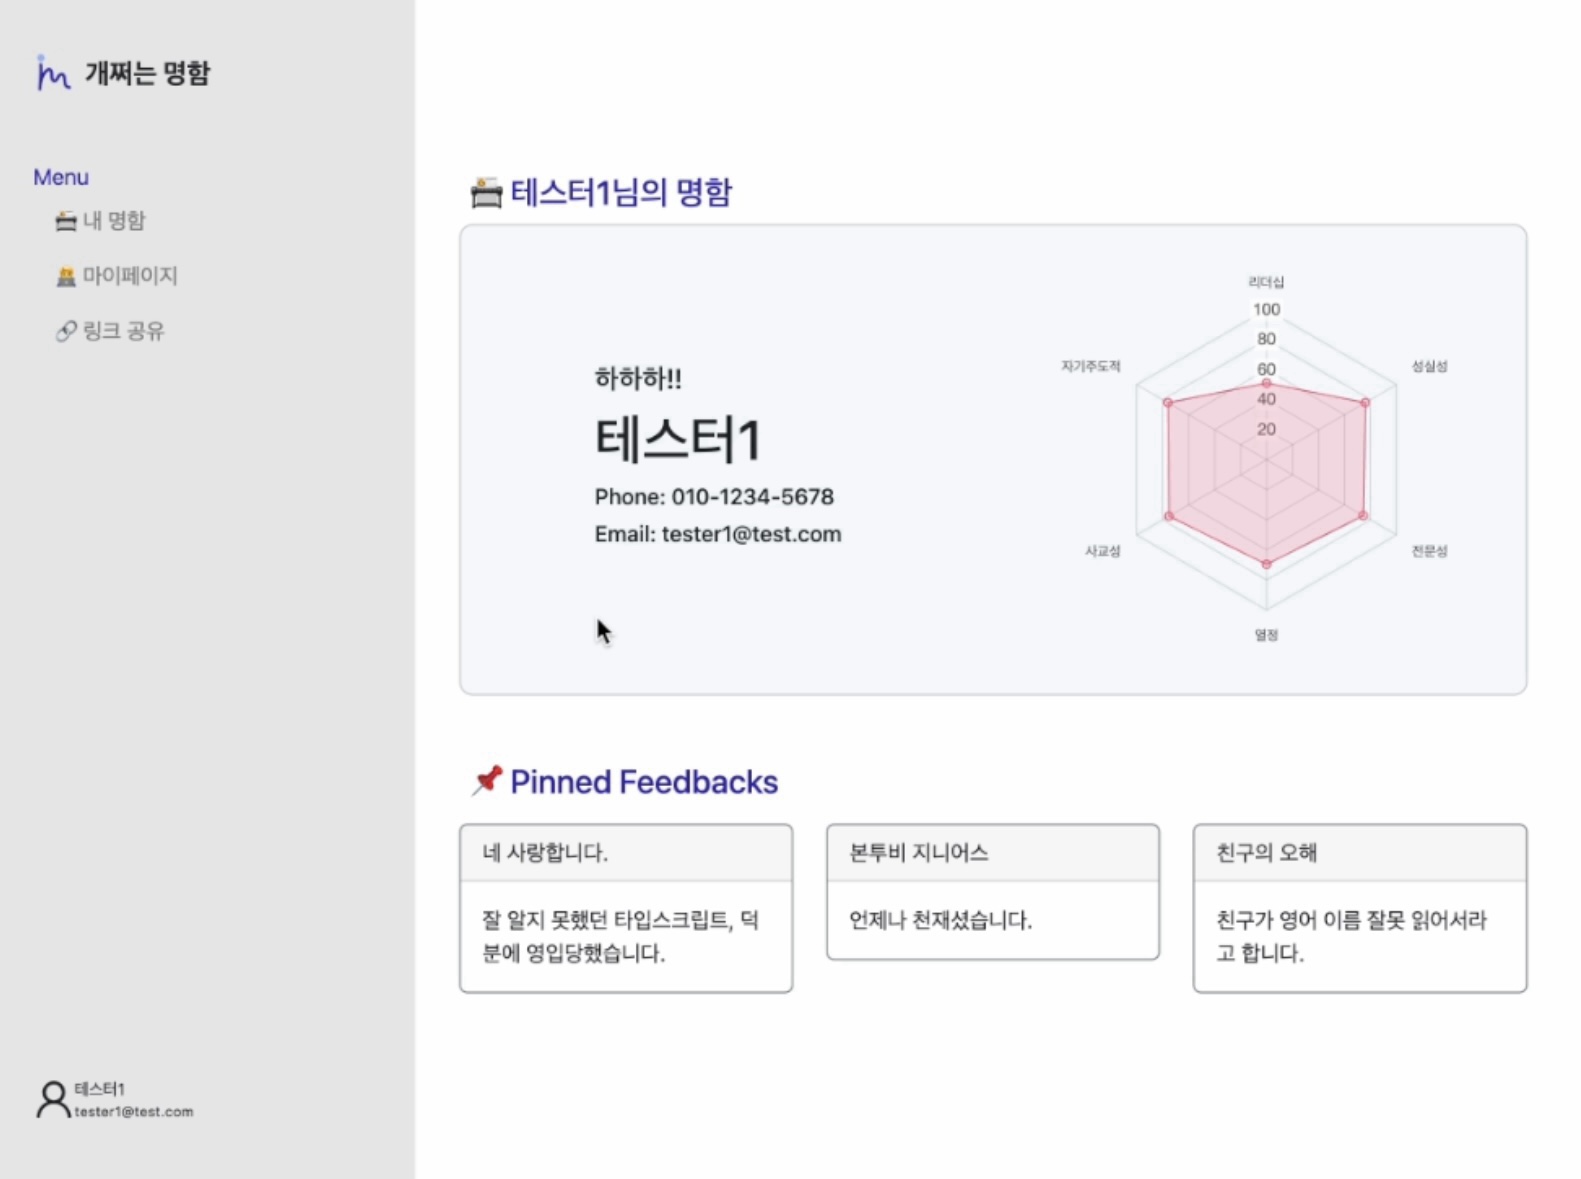 개쩌는 명함
Menu
내 명함
마이페이지
링크 공유
테스터1
tester1@test.com
테스터1님의 명함
하하하!!
테스터1
Phone: 010-1234-5678
Email: tester1@test.com
리더십
100
80
60
40
20
자기주도적
성실성
사교성
전문성
열정
Pinned Feedbacks
네 사랑합니다.
잘 알지 못했던 타입스크립트, 덕
분에 영입당했습니다.
본투비 지니어스
언제나 천재셨습니다.
친구의 오해
친구가 영어 이름 잘못 읽어서라
고 합니다.